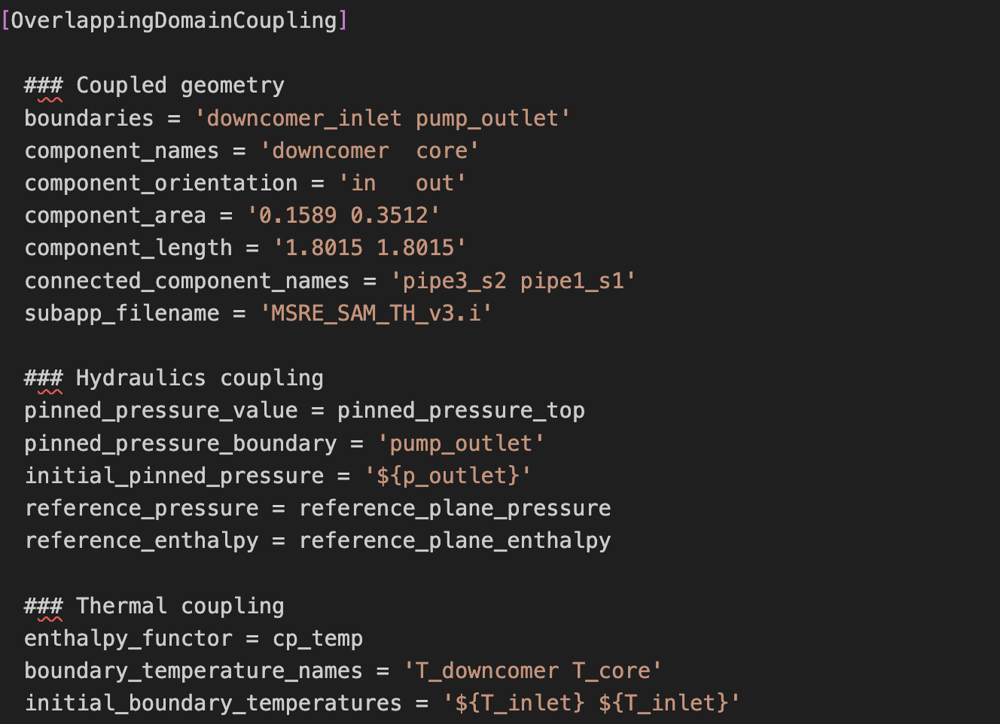 [OverlappingDomainCoupling]
### Coupled geometry
boundaries = 'downcomer_inlet pump_outlet'
component_names = 'downcomer  core'
component_orientation = 'in   out'
component_area = '0.1589 0.3512'
component_length = '1.8015 1.8015'
connected_component_names = 'pipe3_s2 pipe1_s1'
subapp_filename = 'MSRE_SAM_TH_v3.i'
### Hydraulics coupling
pinned_pressure_value = pinned_pressure_top
pinned_pressure_boundary = 'pump_outlet'
initial_pinned_pressure = '${p_outlet}'
reference_pressure = reference_plane_pressure
reference_enthalpy = reference_plane_enthalpy
### Thermal coupling
enthalpy_functor = cp_temp
boundary_temperature_names = 'T_downcomer T_core'
initial_boundary_temperatures = '${T_inlet} ${T_inlet}'